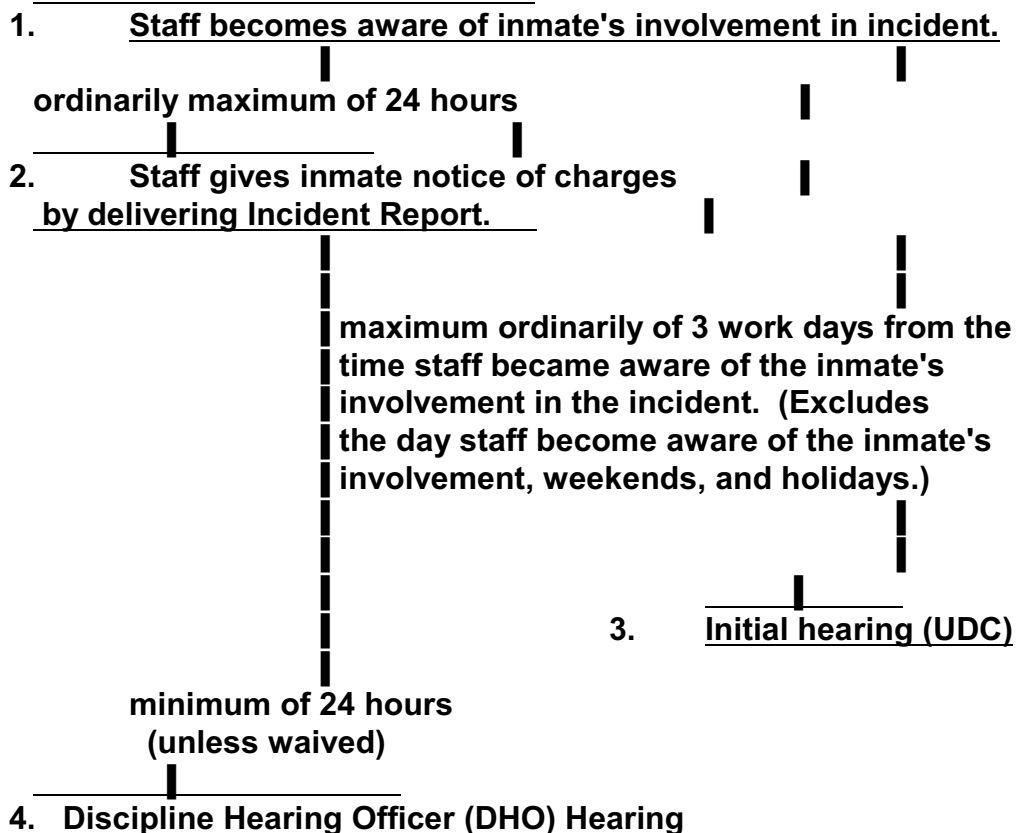 1. Staff becomes aware of inmate's involvement in incident.
ordinarily maximum of 24 hours
2. Staff gives inmate notice of charges
by delivering Incident Report.
maximum ordinarily of 3 work days from the
time staff became aware of the inmate's
involvement in the incident. (Excludes
the day staff become aware of the inmate's
involvement, weekends, and holidays.)
3. Initial hearing (UDC)
minimum of 24 hours
(unless waived)
4. Discipline Hearing Officer (DHO) Hearing